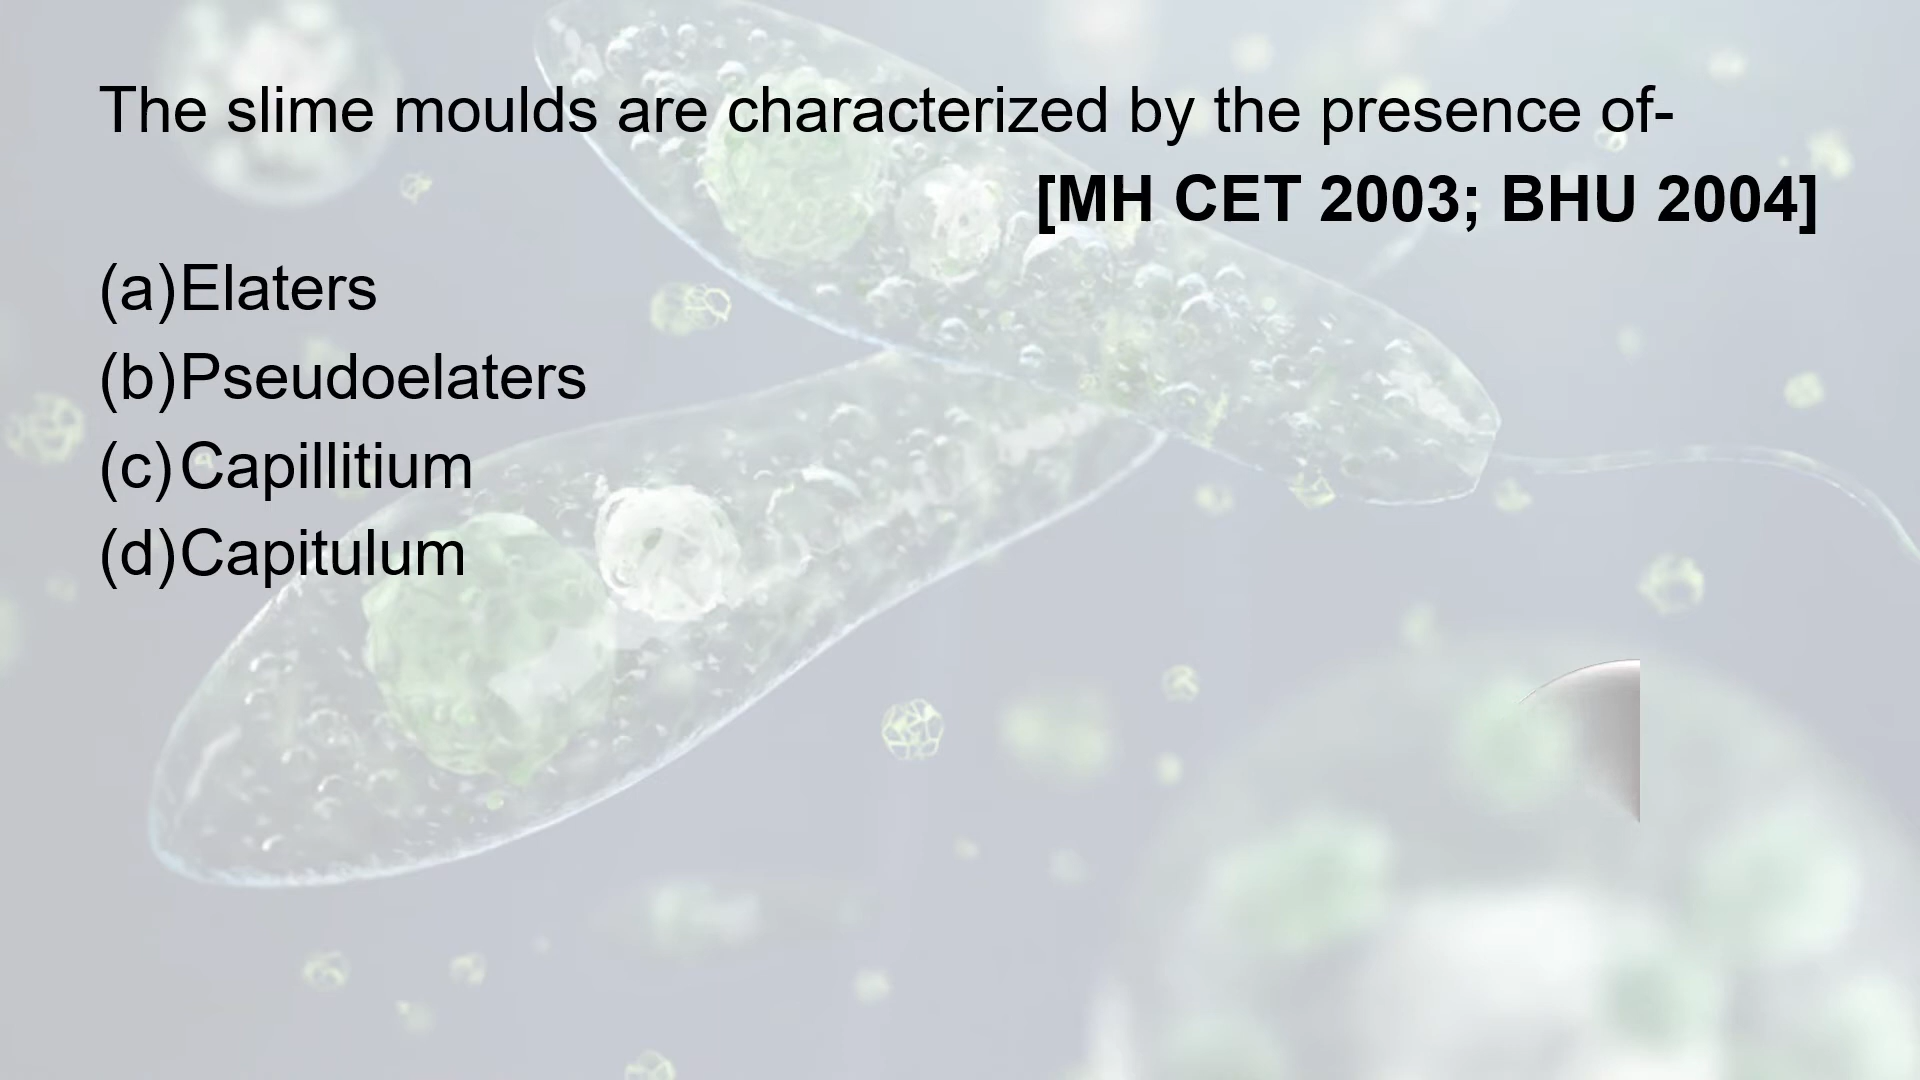 The slime moulds are characterized by the presence of-
[MH CET 2003; BHU 2004]
(a) Elaters
(b) Pseudoelaters
(c) Capillitium
(d) Capitulum